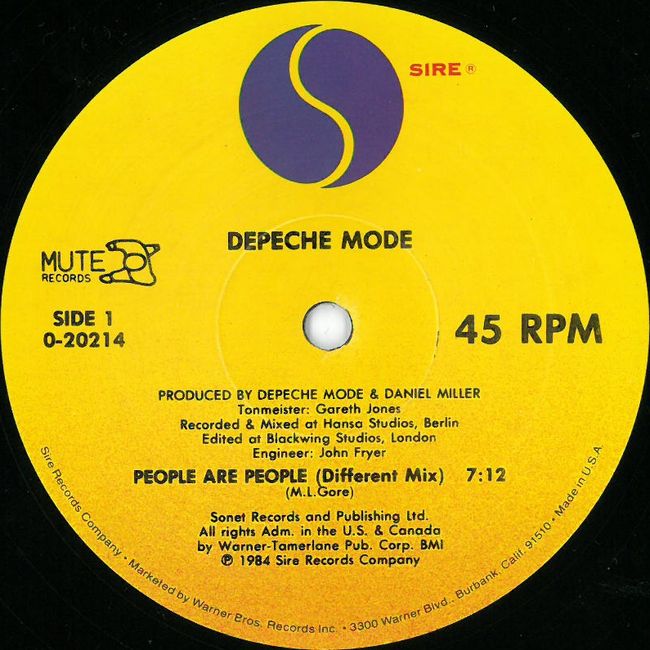 SIRE ®
DEPECHE MODE
MUTE
RECORDS
SIDE 1
0-20214
45 RPM
PRODUCED BY DEPECHE MODE & DANIEL MILLER
Tonmeister: Gareth Jones
Recorded & Mixed at Hansa Studios, Berlin
Edited at Blackwing Studios, London
Engineer: John Fryer
PEOPLE ARE PEOPLE (Different Mix) 7:12
(M.L.Gore)
Sonet Records and Publishing Ltd.
All rights Adm. in the U.S. & Canada
by Warner-Tamerlane Pub. Corp. BMI
℗ 1984 Sire Records Company
Sire Records Company • Marketed by Warner Bros. Records Inc. • 3300 Warner Blvd., Burbank, Calif. 91510 • Made in U.S.A.